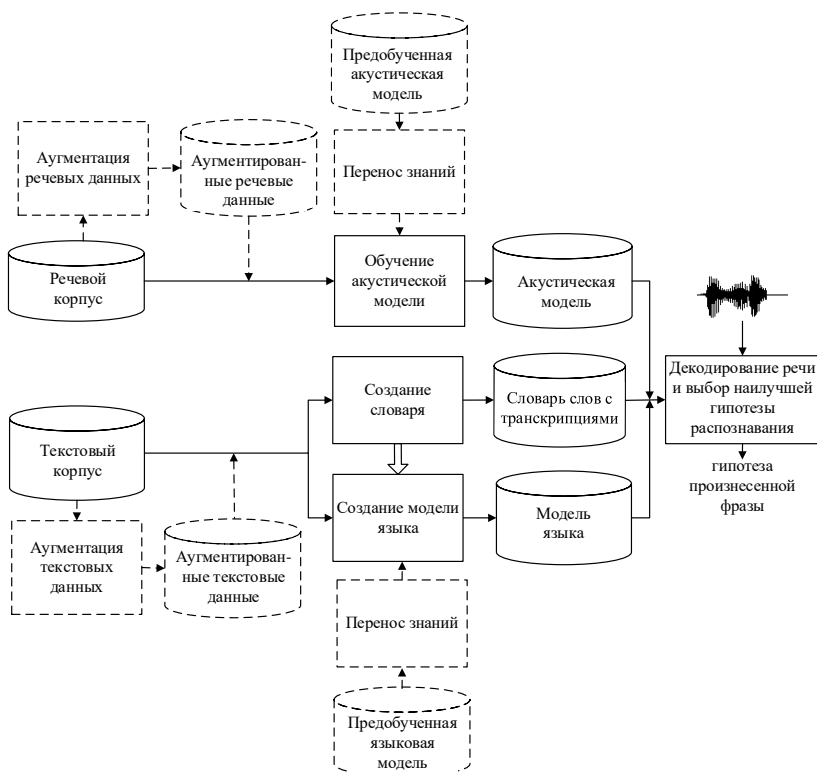 Предобученная
акустическая
модель
Аугментация
речевых данных
Аугментирован-
ные речевые
данные
Перенос знаний
Речевой
корпус
Обучение
акустической
модели
Акустическая
модель
Создание
словаря
Словарь слов с
транскрипциями
Декодирование речи
и выбор наилучшей
гипотезы
распознавания
Текстовый
корпус
гипотеза
произнесенной
фразы
Создание модели
языка
Модель
языка
Аугментация
текстовых
данных
Аугментирован-
ные текстовые
данные
Перенос знаний
Предобученная
языковая
модель